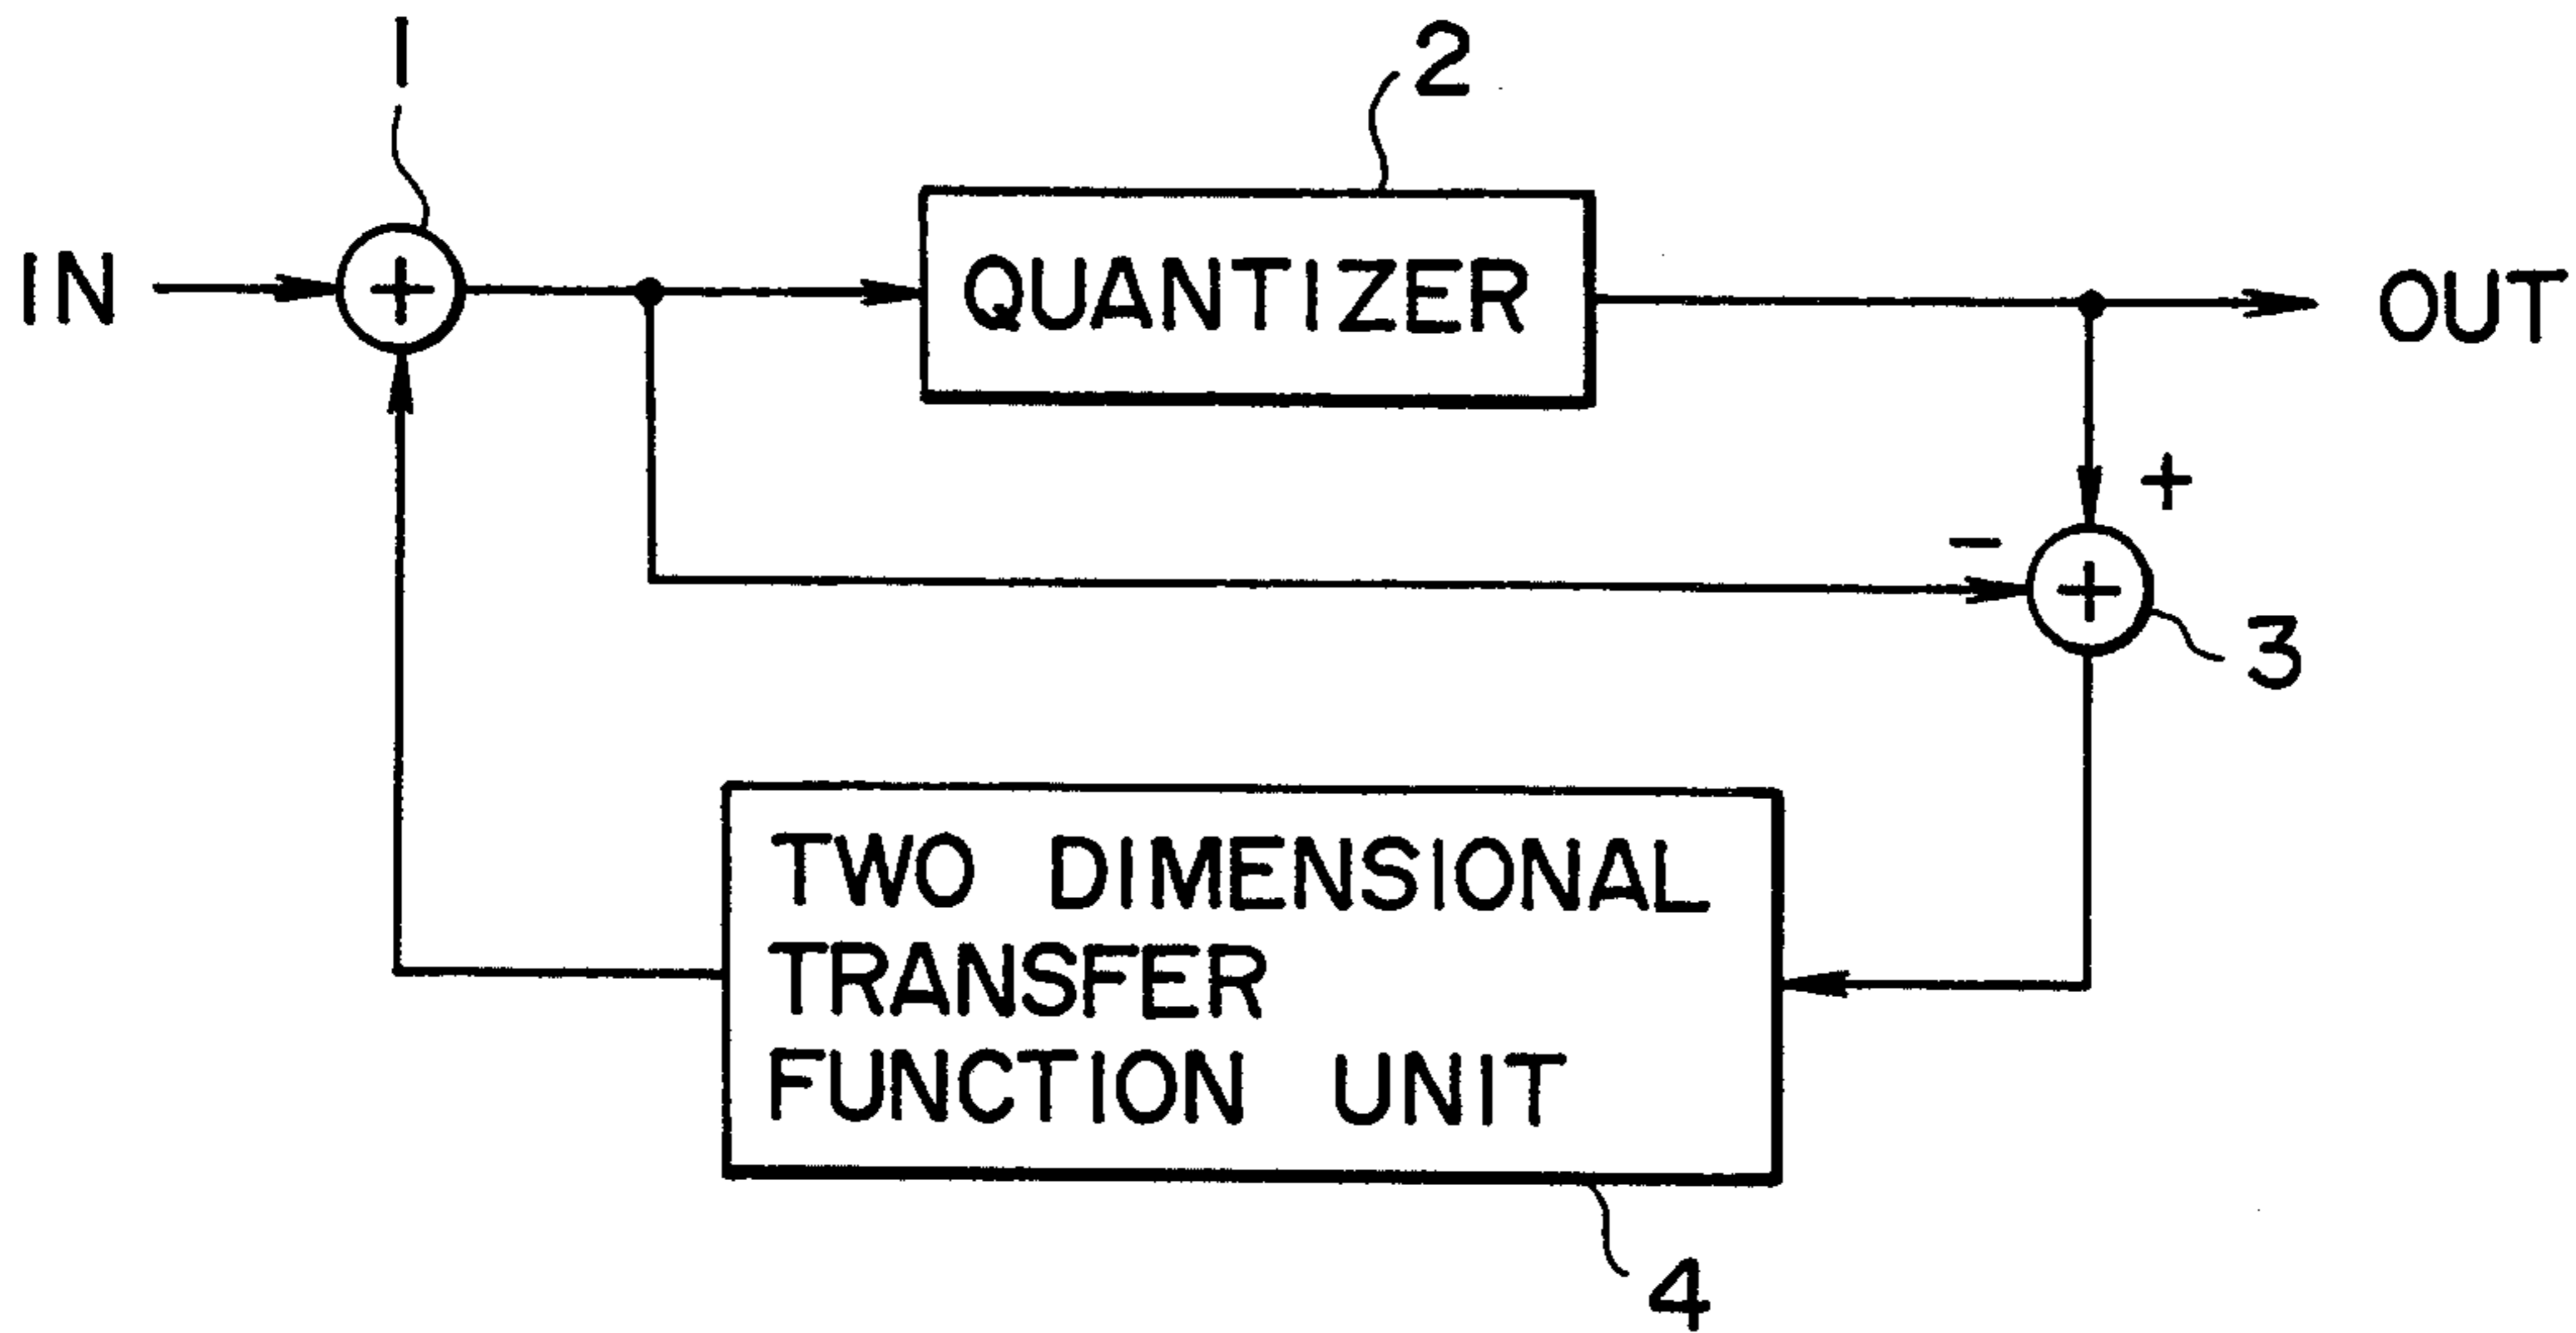 1
2
IN
+
QUANTIZER
OUT
+
−
+
3
TWO DIMENSIONAL
TRANSFER
FUNCTION UNIT
4